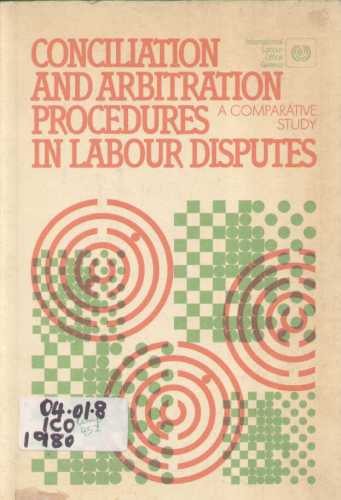 CONCILIATION
AND ARBITRATION
PROCEDURES
IN LABOUR DISPUTES
A COMPARATIVE
STUDY
International
Labour
Office
Geneva
04.01.8
ICO
1980